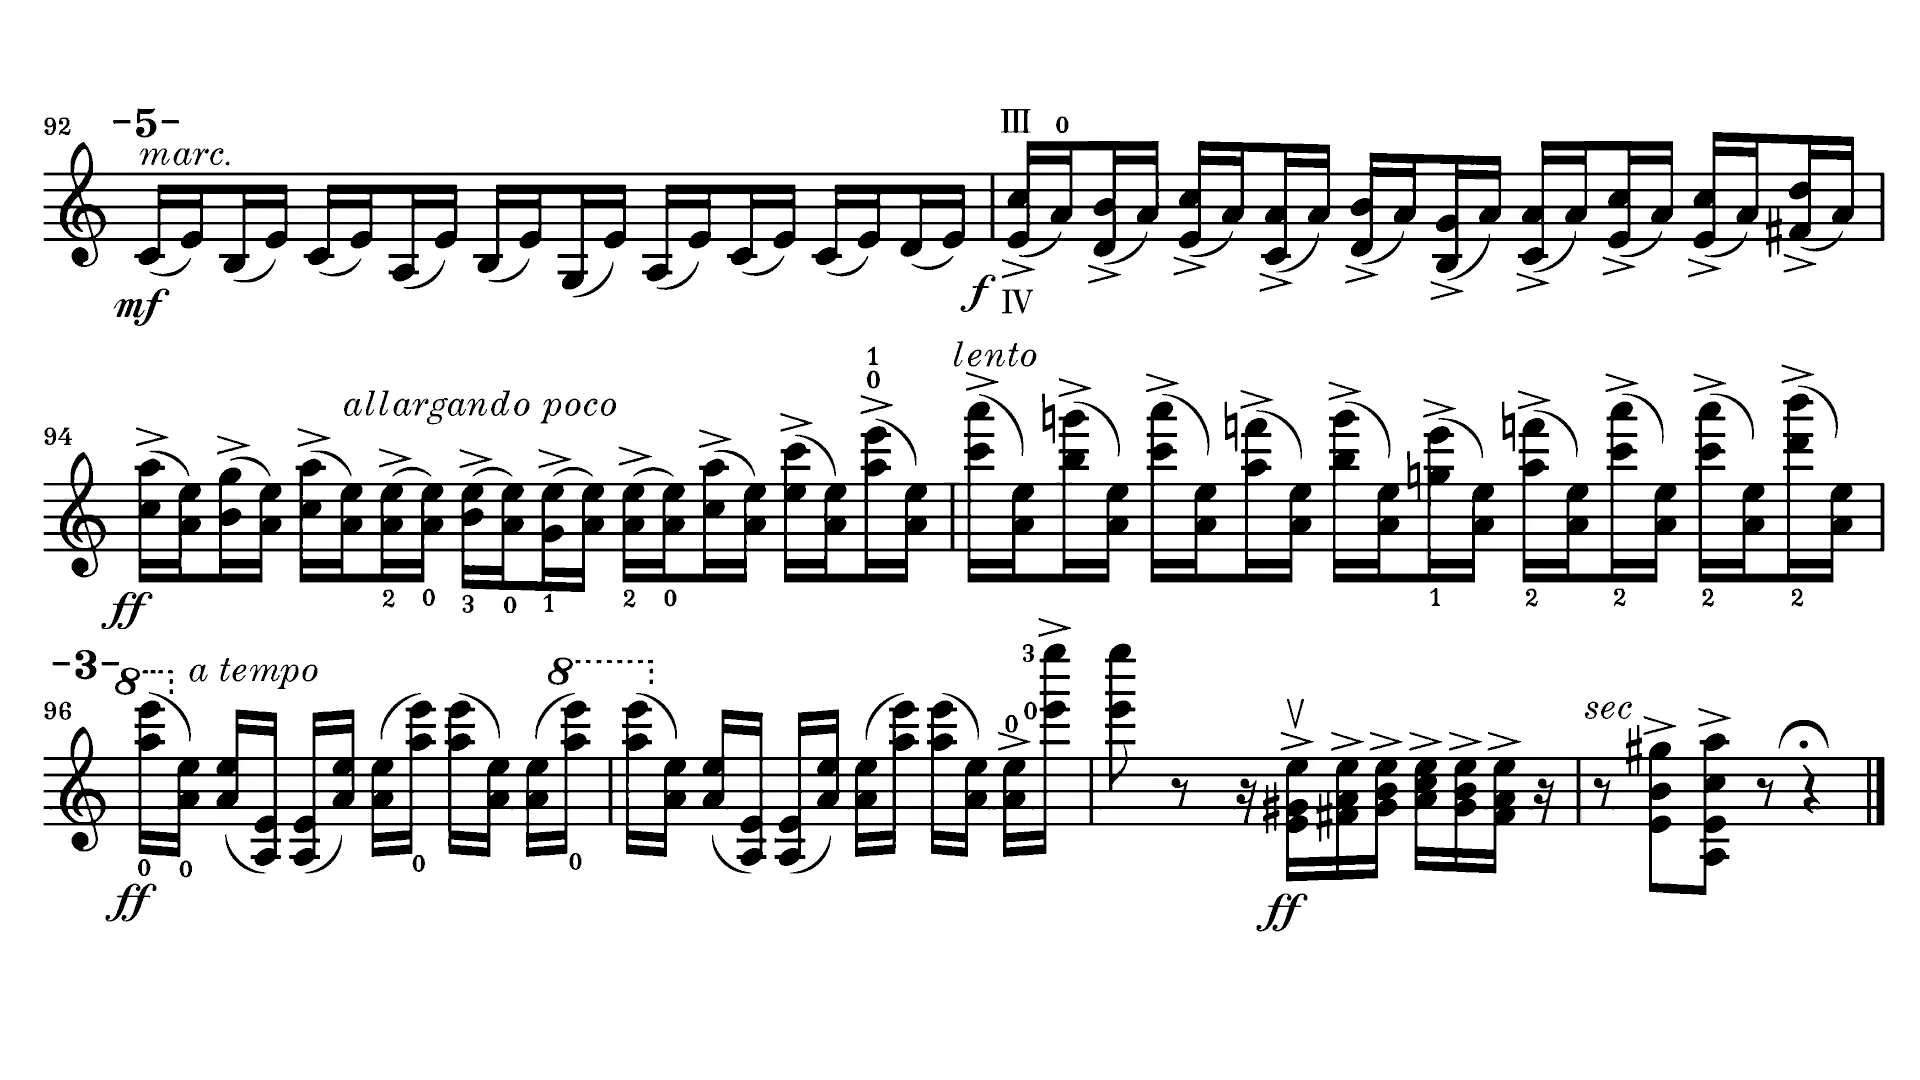 92 -5-
marc.
III 0
mf f IV
lento
1
0
allargando poco
94
2 0 3 0 1 2 0 1 2 2 2 2
ff
-3- 8 a tempo 8
3
96 0 0 sec
0 0 0 0
ff ff